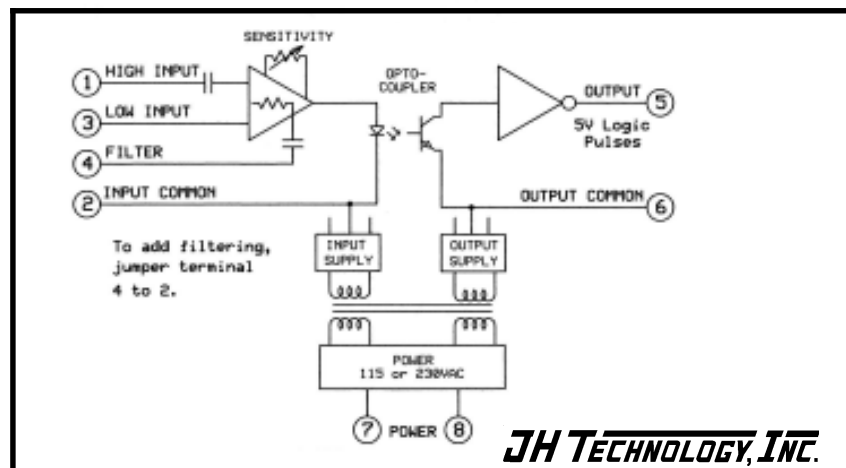 SENSITIVITY
① HIGH INPUT
OPTO-
COUPLER
OUTPUT ⑤
③ LOW INPUT
5V Logic
Pulses
④ FILTER
② INPUT COMMON
OUTPUT COMMON ⑥
To add filtering,
jumper terminal
4 to 2.
INPUT
SUPPLY
OUTPUT
SUPPLY
POWER
115 or 230VAC
⑦ POWER ⑧
JH TECHNOLOGY, INC.